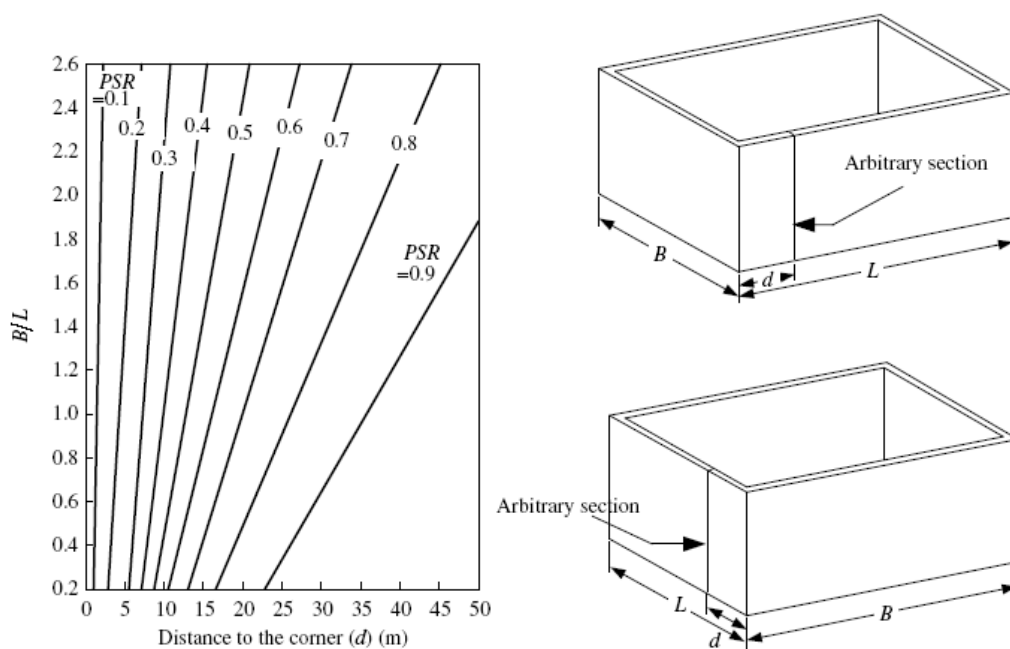 2.6
2.4
2.2
2.0
1.8
1.6
1.4
1.2
1.0
0.8
0.6
0.4
0.2
B/L
PSR
=0.1
0.2
0.3
0.4
0.5
0.6
0.7
0.8
PSR
=0.9
0 5 10 15 20 25 30 35 40 45 50
Distance to the corner (d) (m)
Arbitrary section
B
d
L
Arbitrary section
L
d
B